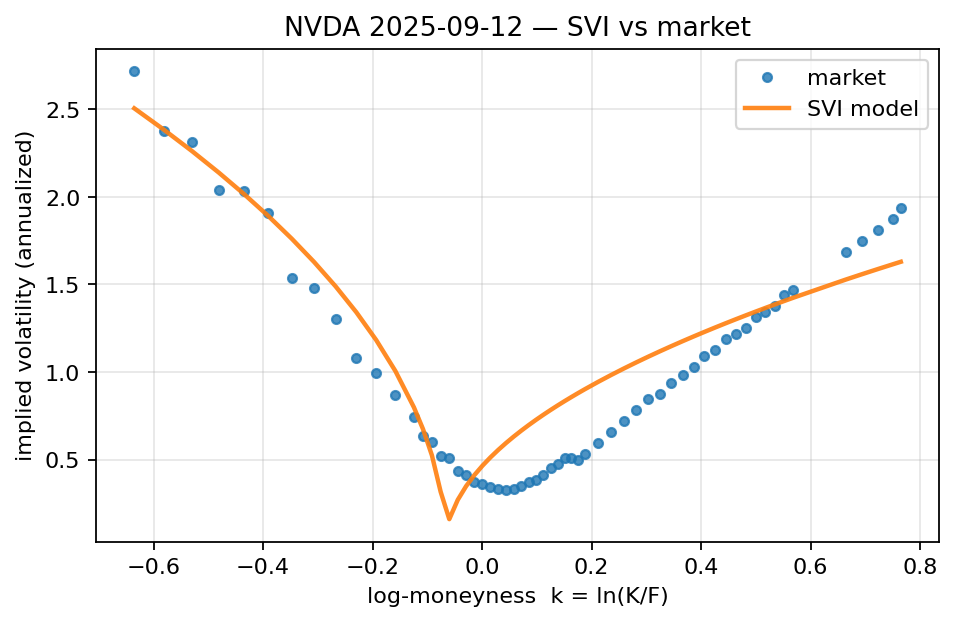 NVDA 2025-09-12 — SVI vs market
market
SVI model
2.5
2.0
1.5
1.0
0.5
implied volatility (annualized)
−0.6 −0.4 −0.2 0.0 0.2 0.4 0.6 0.8
log-moneyness k = ln(K/F)